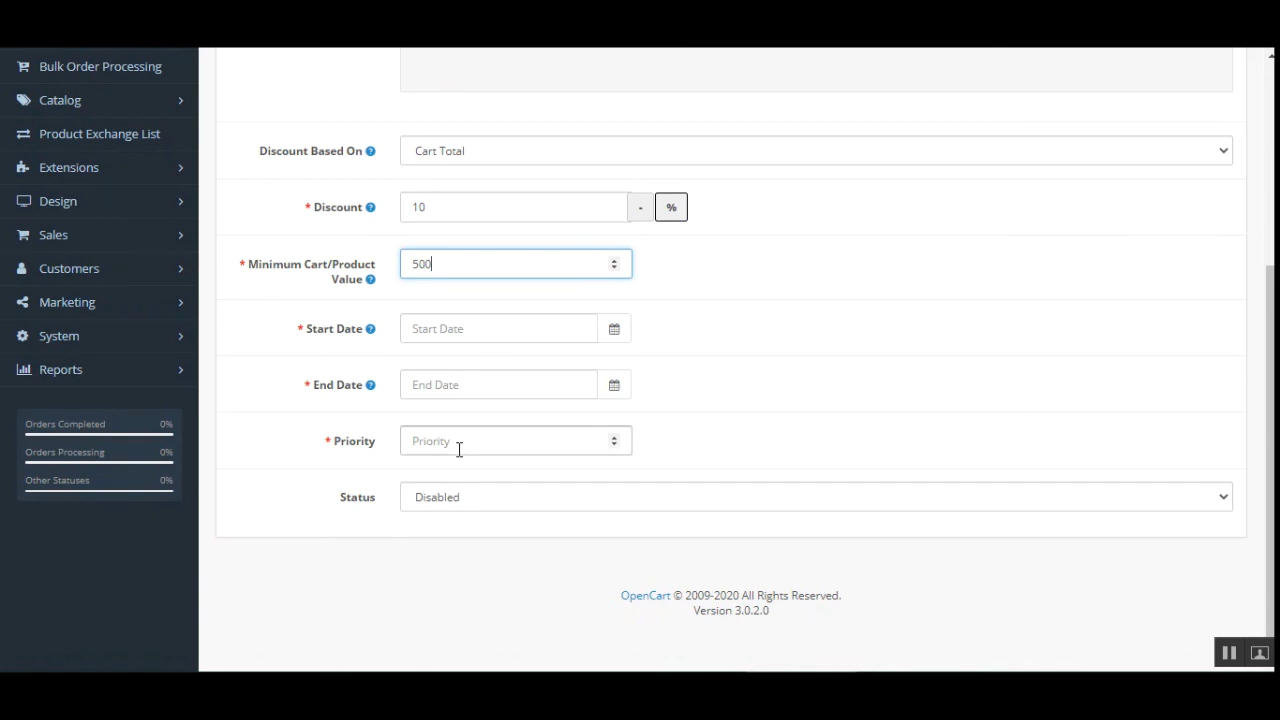 Bulk Order Processing
Catalog
Product Exchange List
Extensions
Design
Sales
Customers
Marketing
System
Reports
Orders Completed 0%
Orders Processing 0%
Other Statuses 0%
Discount Based On ? Cart Total
* Discount ? 10 - %
* Minimum Cart/Product
Value ? 500
* Start Date ? Start Date
* End Date ? End Date
* Priority Priority
Status Disabled
OpenCart © 2009-2020 All Rights Reserved.
Version 3.0.2.0